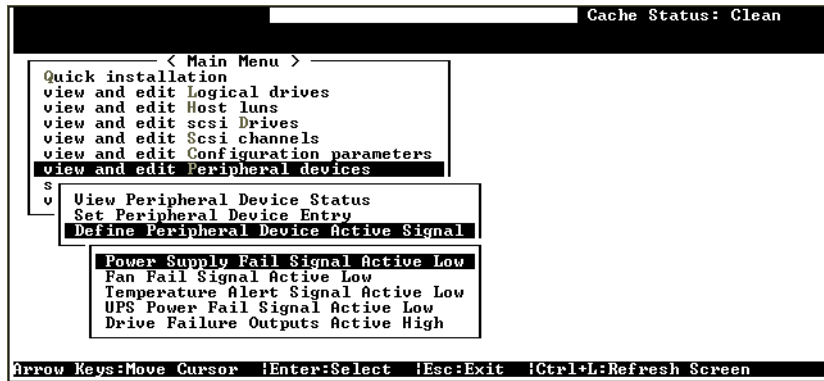 Cache Status: Clean
< Main Menu >
Quick installation
view and edit Logical drives
view and edit Host luns
view and edit scsi Drives
view and edit Scsi channels
view and edit Configuration parameters
view and edit Peripheral devices
s
v
View Peripheral Device Status
Set Peripheral Device Entry
Define Peripheral Device Active Signal
Power Supply Fail Signal Active Low
Fan Fail Signal Active Low
Temperature Alert Signal Active Low
UPS Power Fail Signal Active Low
Drive Failure Outputs Active High
Arrow Keys:Move Cursor |Enter:Select |Esc:Exit |Ctrl+L:Refresh Screen